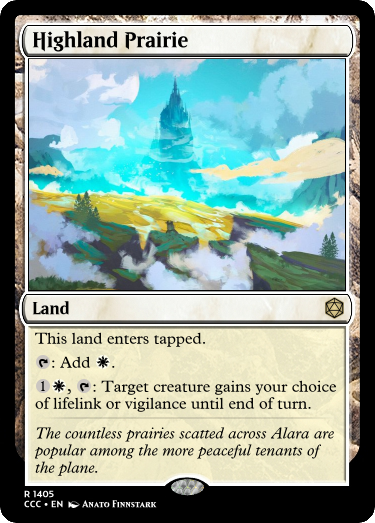 Highland Prairie
Land
This land enters tapped.
: Add .
1 , : Target creature gains your choice
of lifelink or vigilance until end of turn.
The countless prairies scatted across Alara are
popular among the more peaceful tenants of
the plane.
R 1405
CCC • EN Anato Finnstark